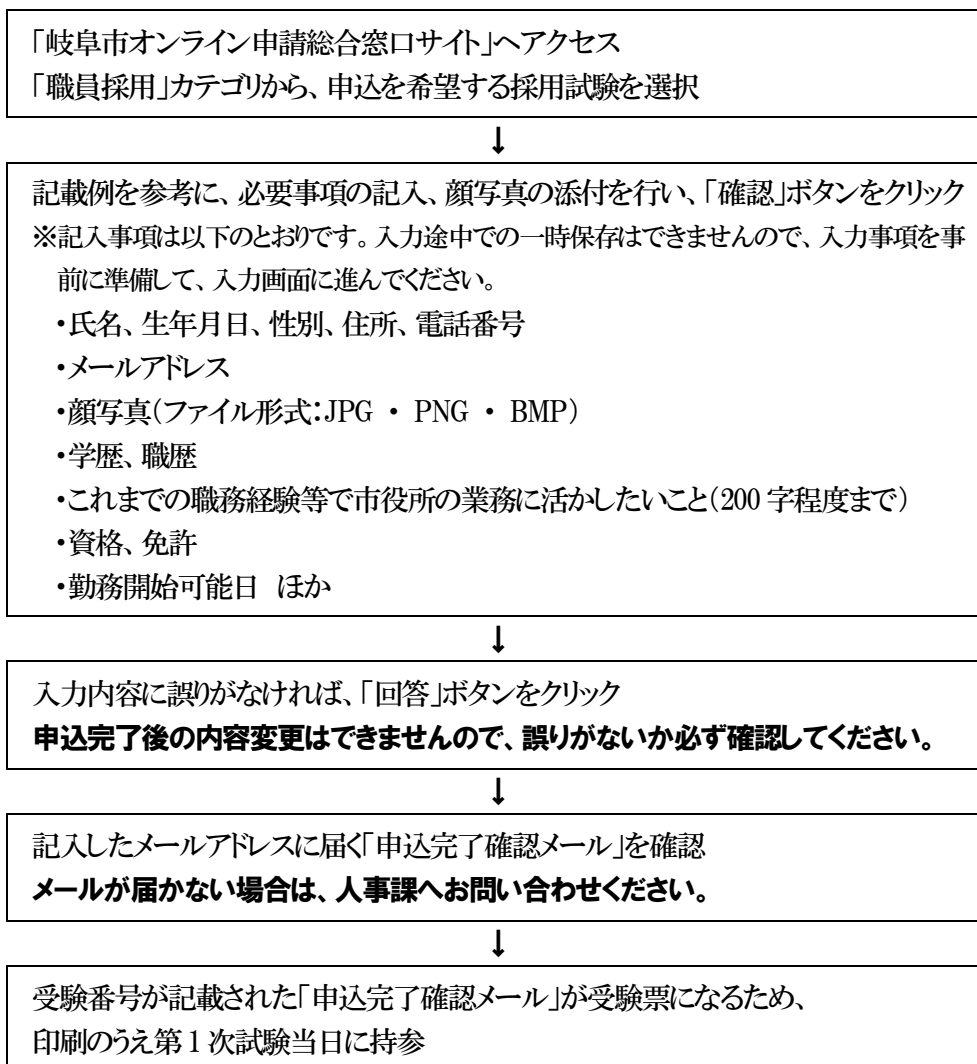 「岐阜市オンライン申請総合窓口サイト」へアクセス
「職員採用」カテゴリから、申込を希望する採用試験を選択
↓
記載例を参考に、必要事項の記入、顔写真の添付を行い、「確認」ボタンをクリック
※記入事項は以下のとおりです。入力途中での一時保存はできませんので、入力事項を事
前に準備して、入力画面に進んでください。
・氏名、生年月日、性別、住所、電話番号
・メールアドレス
・顔写真(ファイル形式:JPG ・ PNG ・ BMP)
・学歴、職歴
・これまでの職務経験等で市役所の業務に活かしたいこと(200 字程度まで)
・資格、免許
・勤務開始可能日 ほか
↓
入力内容に誤りがなければ、「回答」ボタンをクリック
申込完了後の内容変更はできませんので、誤りがないか必ず確認してください。
↓
記入したメールアドレスに届く「申込完了確認メール」を確認
メールが届かない場合は、人事課へお問い合わせください。
↓
受験番号が記載された「申込完了確認メール」が受験票になるため、
印刷のうえ第 1 次試験当日に持参